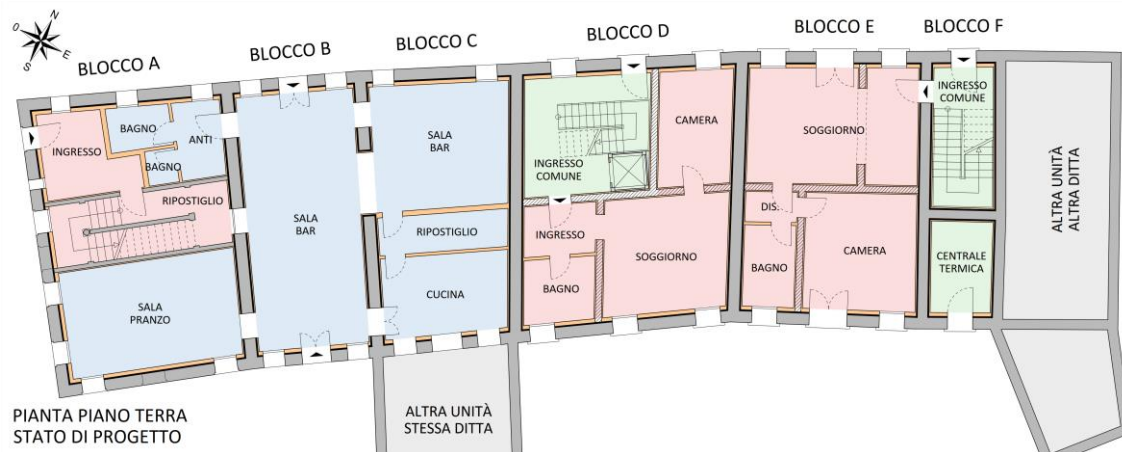 N
O
E
S
BLOCCO A
BLOCCO B
BLOCCO C
BLOCCO D
BLOCCO E
BLOCCO F
INGRESSO
BAGNO
ANTI
BAGNO
RIPOSTIGLIO
SALA
PRANZO
SALA
BAR
SALA
BAR
RIPOSTIGLIO
CUCINA
INGRESSO
COMUNE
CAMERA
INGRESSO
BAGNO
SOGGIORNO
SOGGIORNO
DIS.
BAGNO
CAMERA
INGRESSO
COMUNE
CENTRALE
TERMICA
ALTRA UNITÀ
ALTRA DITTA
ALTRA UNITÀ
STESSA DITTA
PIANTA PIANO TERRA
STATO DI PROGETTO